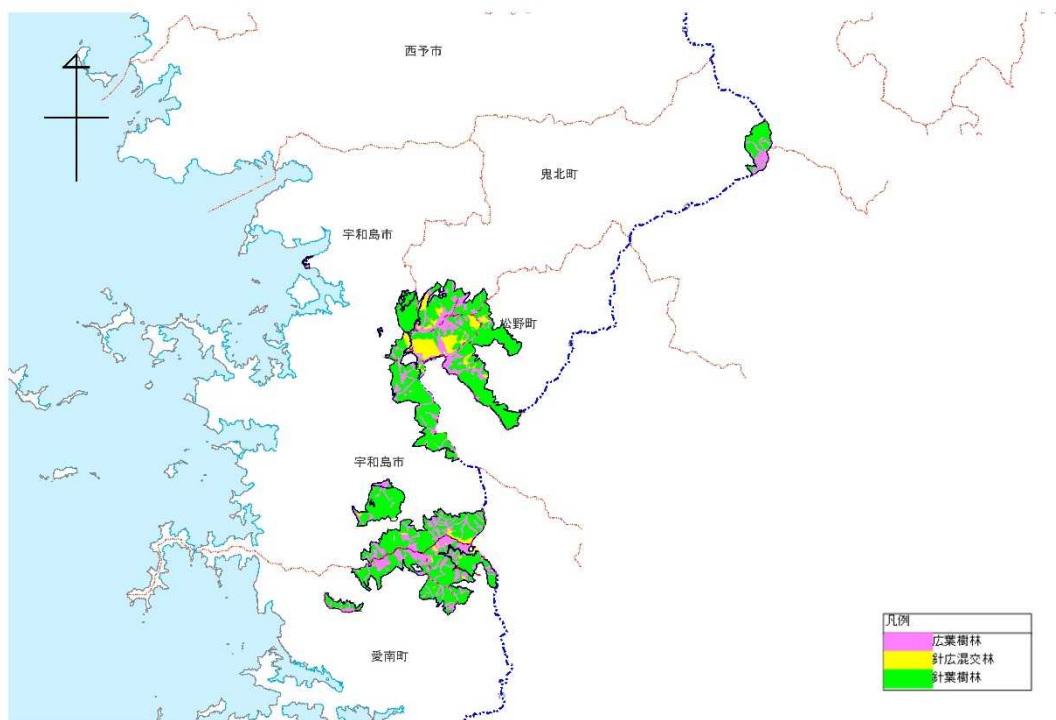 西予市
鬼北町
宇和島市
松野町
宇和島市
愛南町
凡例
広葉樹林
針広混交林
針葉樹林